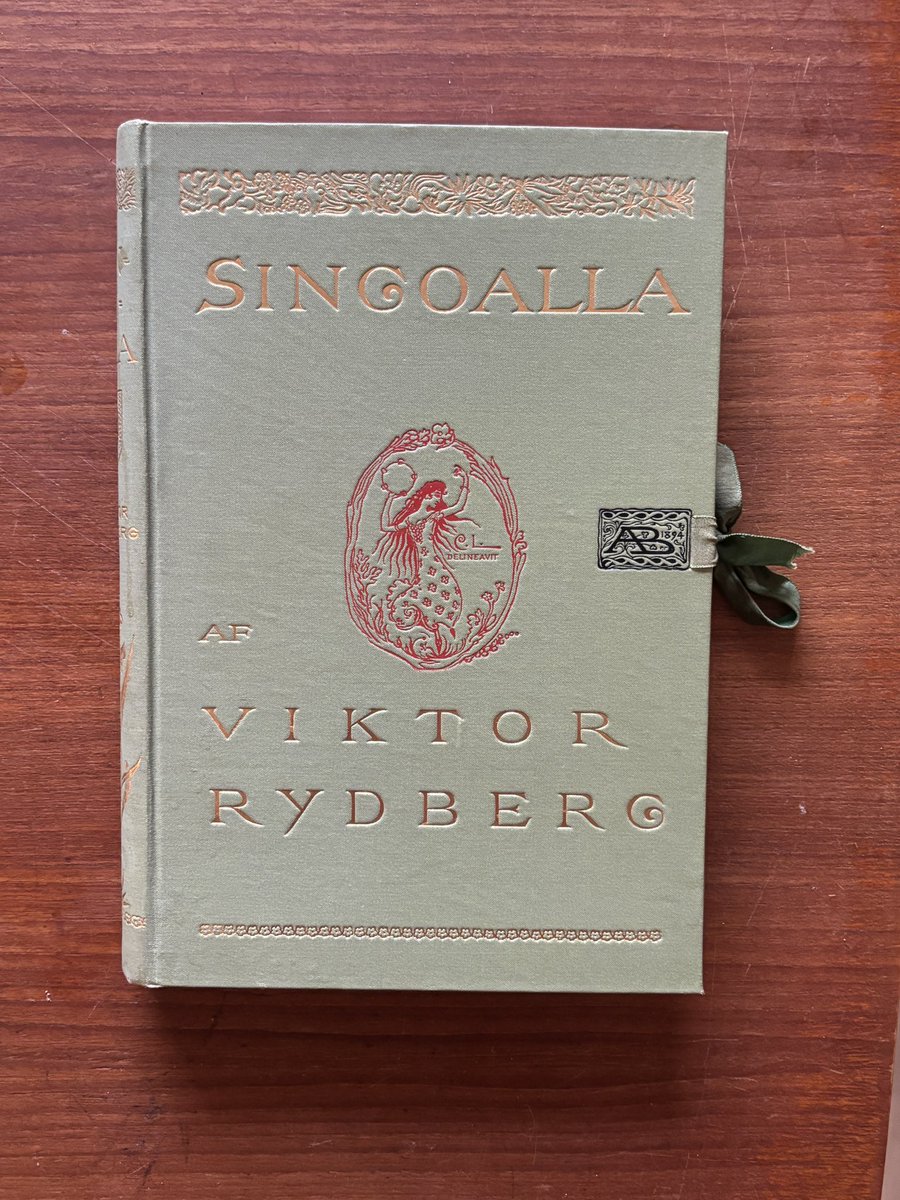 SINGOALLA
C. L.
DELINEAVIT
AB 1894
AF
VIKTOR
RYDBERG